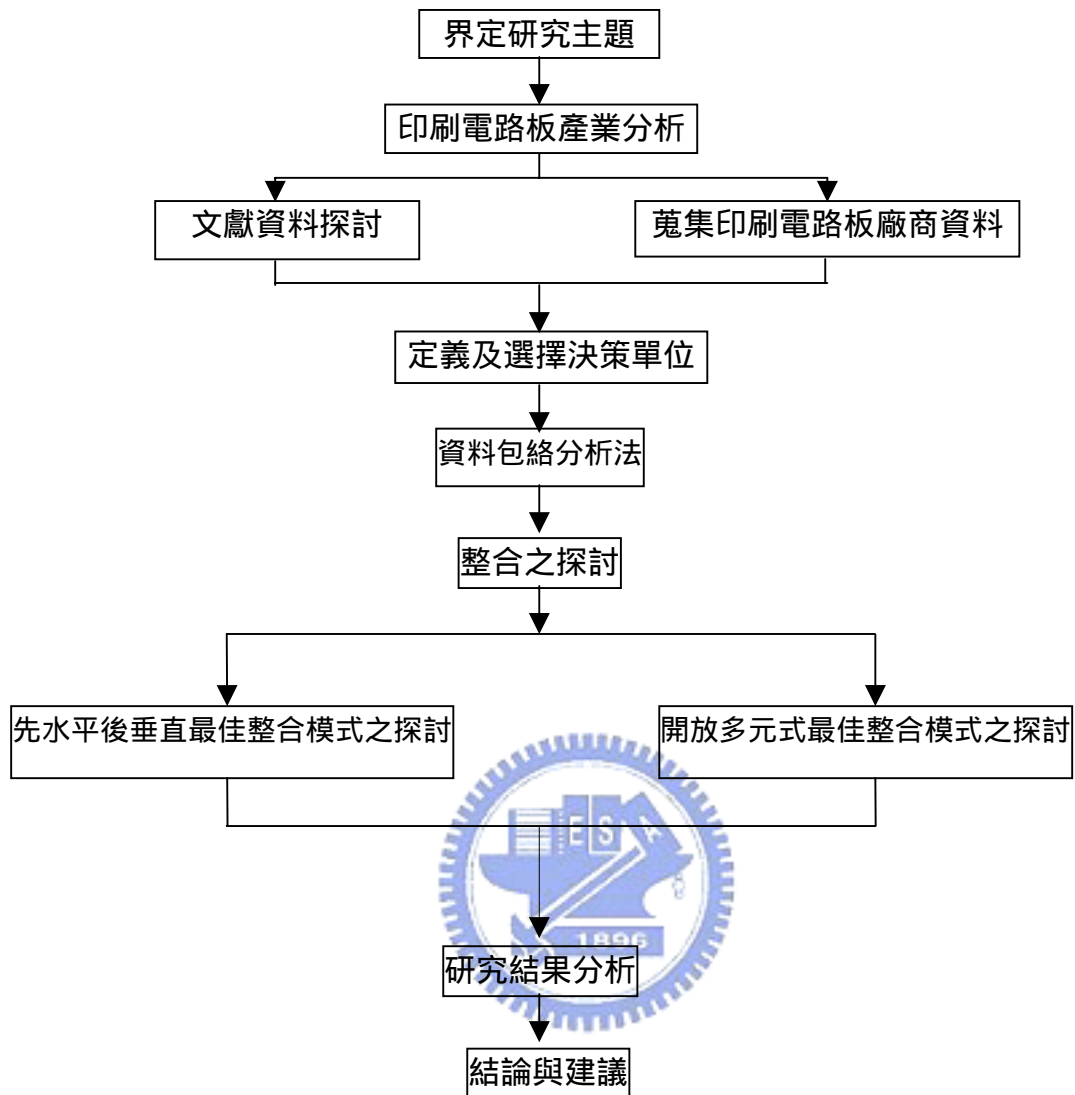 界定研究主題
印刷電路板產業分析
文獻資料探討
蒐集印刷電路板廠商資料
定義及選擇決策單位
資料包絡分析法
整合之探討
先水平後垂直最佳整合模式之探討
開放多元式最佳整合模式之探討
E S A
1896
研究結果分析
結論與建議